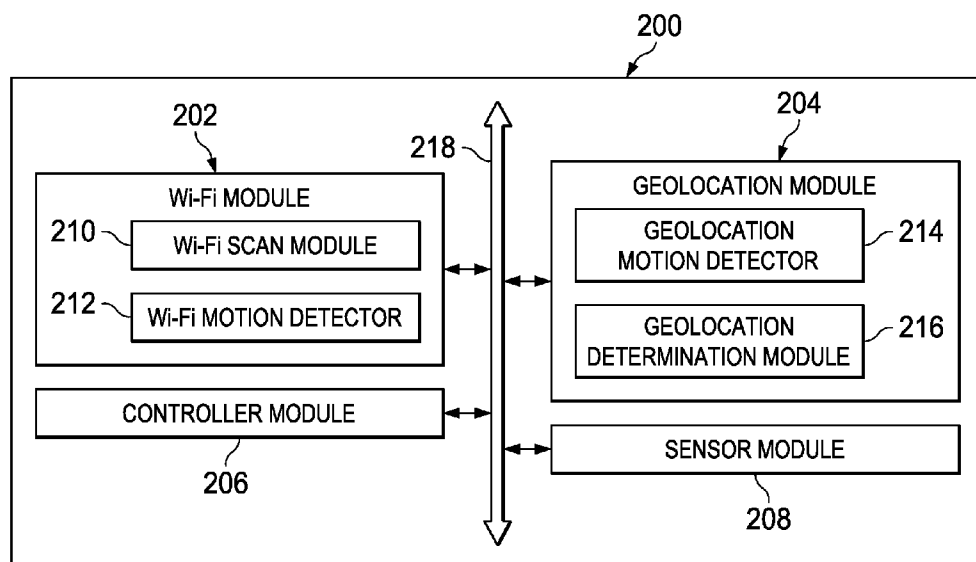 200
202
218
204
Wi-Fi MODULE
210
Wi-Fi SCAN MODULE
212
Wi-Fi MOTION DETECTOR
GEOLOCATION MODULE
GEOLOCATION
MOTION DETECTOR
214
GEOLOCATION
DETERMINATION MODULE
216
CONTROLLER MODULE
206
SENSOR MODULE
208